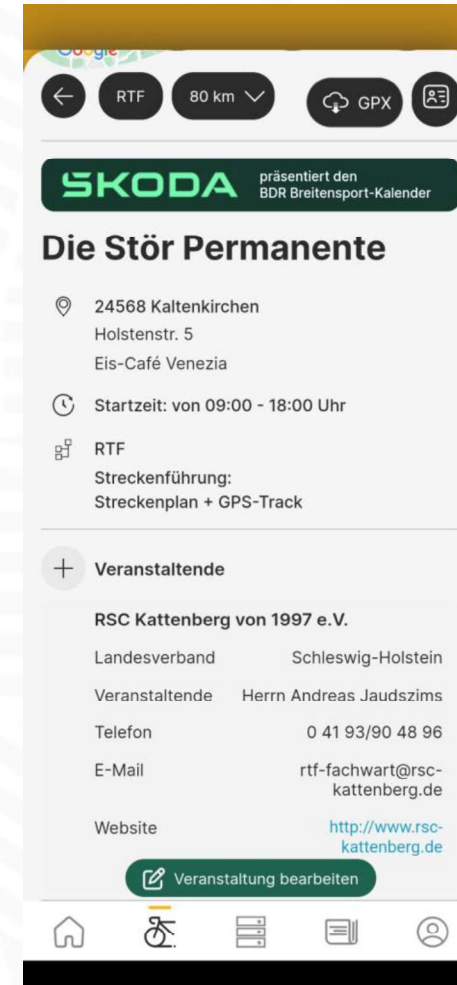 Google
RTF
80 km
GPX
ŠKODA
präsentiert den
BDR Breitensport-Kalender
Die Stör Permanente
24568 Kaltenkirchen
Holstenstr. 5
Eis-Café Venezia
Startzeit: von 09:00 - 18:00 Uhr
RTF
Streckenführung:
Streckenplan + GPS-Track
Veranstaltende
RSC Kattenberg von 1997 e.V.
Landesverband Schleswig-Holstein
Veranstaltende Herrn Andreas Jaudszims
Telefon 0 41 93/90 48 96
E-Mail rtf-fachwart@rsc-
kattenberg.de
Website http://www.rsc-
kattenberg.de
Veranstaltung bearbeiten